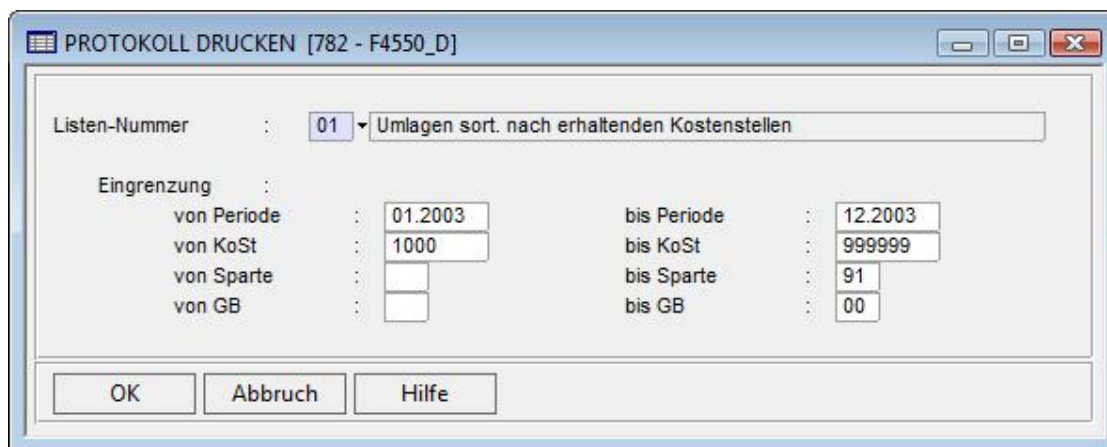 PROTOKOLL DRUCKEN [782 - F4550_D]
Listen-Nummer : 01 Umlagen sort. nach erhaltenden Kostenstellen
Eingrenzung :
von Periode : 01.2003 bis Periode : 12.2003
von KoSt : 1000 bis KoSt : 999999
von Sparte : bis Sparte : 91
von GB : bis GB : 00
OK Abbruch Hilfe